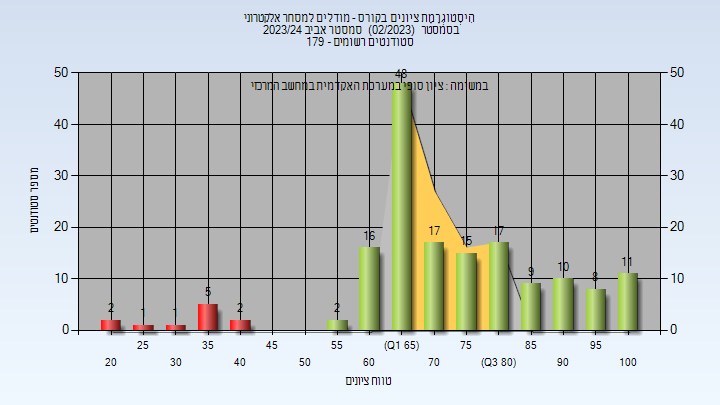 היסטוגרמת ציונים בקורס - מודלים למסחר אלקטרוני
בסמסטר (02/2023) סמסטר אביב 2023/24
סטודנטים רשומים - 179
במשימה : ציון סופי במערכת האקדמית במחשב המרכזי
מספר סטודנטים
50 40 30 20 10 0
50 40 30 20 10 0
2 1 1 5 2 2 16 48 17 15 17 9 10 8 11
25 35 45 55 (Q1 65) 75 85 95
20 30 40 50 60 70 (Q3 80) 90 100
טווח ציונים